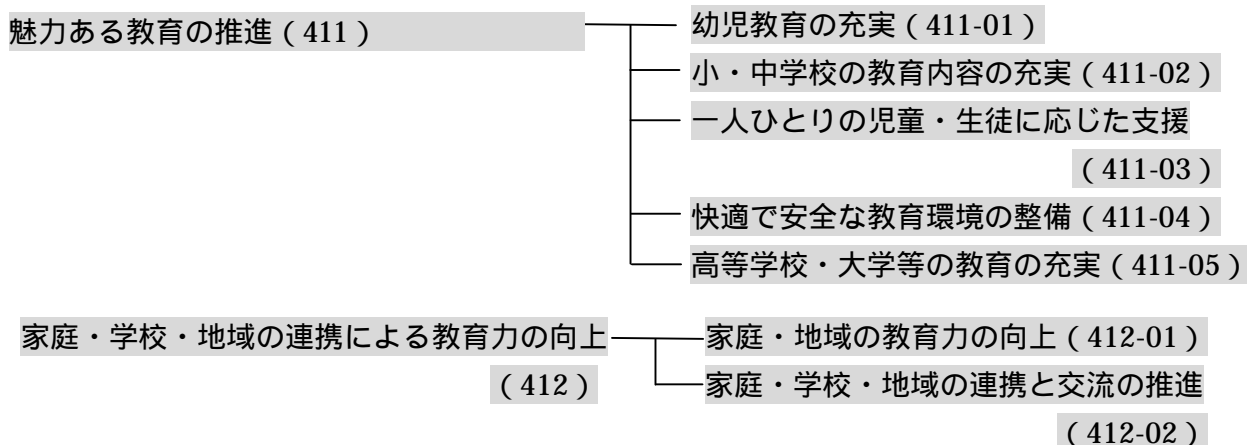 魅力ある教育の推進（411）
幼児教育の充実（411-01）
小・中学校の教育内容の充実（411-02）
一人ひとりの児童・生徒に応じた支援
（411-03）
快適で安全な教育環境の整備（411-04）
高等学校・大学等の教育の充実（411-05）
家庭・学校・地域の連携による教育力の向上
（412）
家庭・地域の教育力の向上（412-01）
家庭・学校・地域の連携と交流の推進
（412-02）